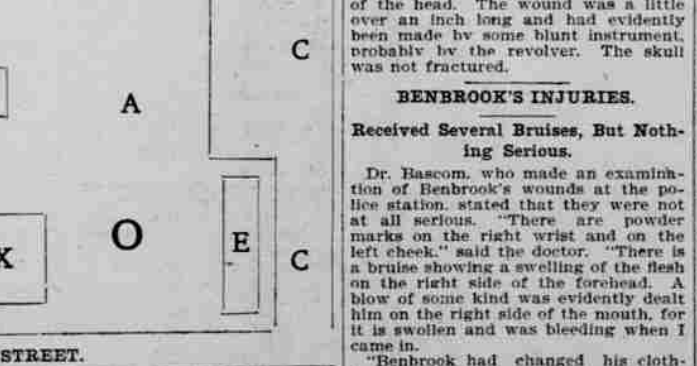 of the head. The wound was a little
over an inch long and had evidently
been made by some blunt instrument,
probably by the revolver. The skull
was not fractured.
BENBROOK'S INJURIES.
Received Several Bruises, But Noth-
ing Serious.
Dr. Bascom, who made an examina-
tion of Benbrook's wounds at the po-
lice station, stated that they were not
at all serious. "There are powder
marks on the right wrist and on the
left cheek," said the doctor. "There is
a bruise showing a swelling of the flesh
on the right side of the forehead. A
blow of some kind was evidently dealt
him on the right side of the mouth, for
it is swollen and was bleeding when I
came in.
"Benbrook had changed his cloth-
C
A
O
E
C
X
STREET.